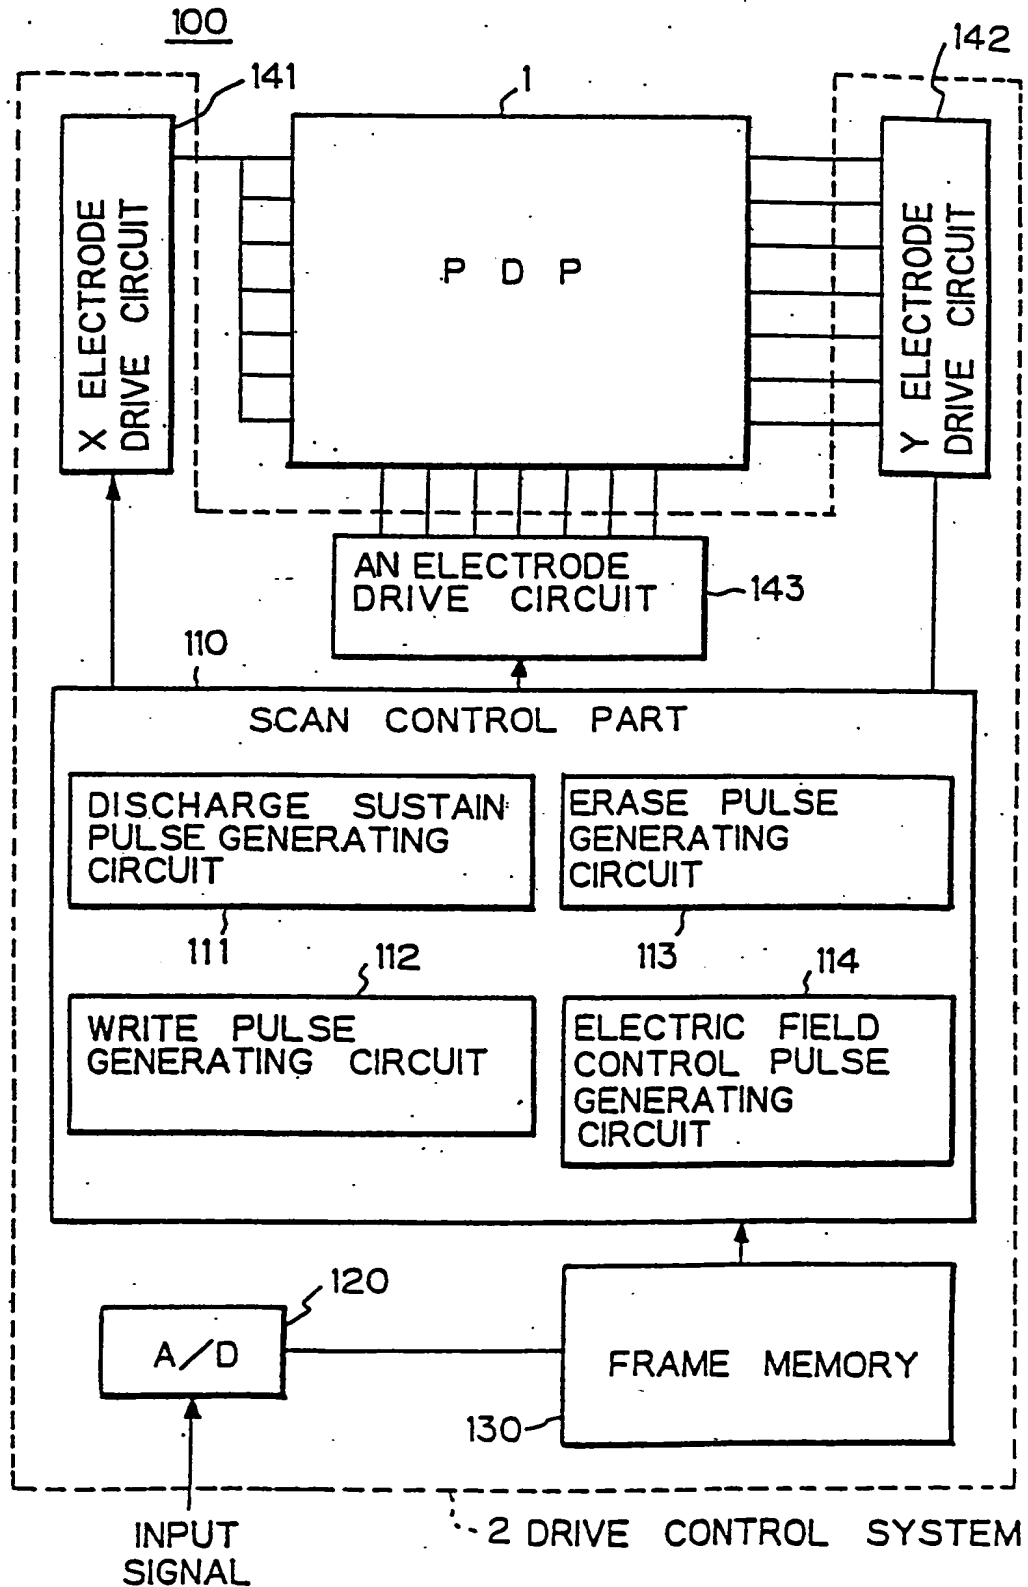 100
141
1
142
X ELECTRODE
DRIVE CIRCUIT
P D P
Y ELECTRODE
DRIVE CIRCUIT
AN ELECTRODE
DRIVE CIRCUIT
143
110
SCAN CONTROL PART
DISCHARGE SUSTAIN
PULSE GENERATING
CIRCUIT
111
ERASE PULSE
GENERATING
CIRCUIT
113
112
WRITE PULSE
GENERATING CIRCUIT
114
ELECTRIC FIELD
CONTROL PULSE
GENERATING
CIRCUIT
120
A/D
FRAME MEMORY
130
INPUT
SIGNAL
2 DRIVE CONTROL SYSTEM